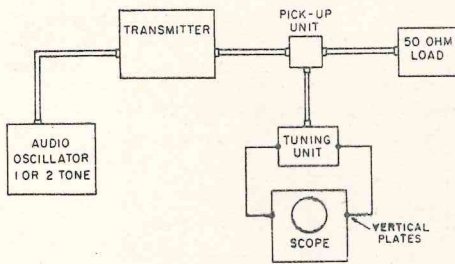 TRANSMITTER
PICK-UP
UNIT
50 OHM
LOAD
AUDIO
OSCILLATOR
1 OR 2 TONE
TUNING
UNIT
SCOPE
VERTICAL
PLATES